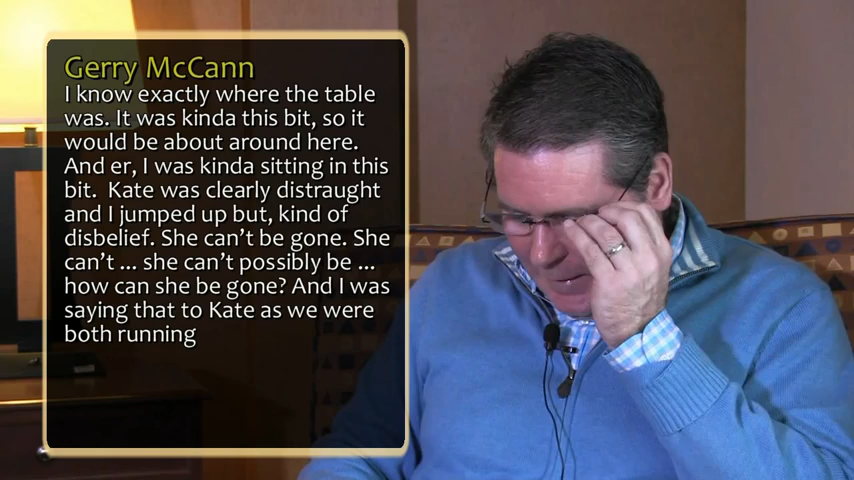 Gerry McCann
I know exactly where the table
was. It was kinda this bit, so it
would be about around here.
And er, I was kinda sitting in this
bit.  Kate was clearly distraught
and I jumped up but, kind of
disbelief. She can't be gone. She
can't ... she can't possibly be ...
how can she be gone? And I was
saying that to Kate as we were
both running